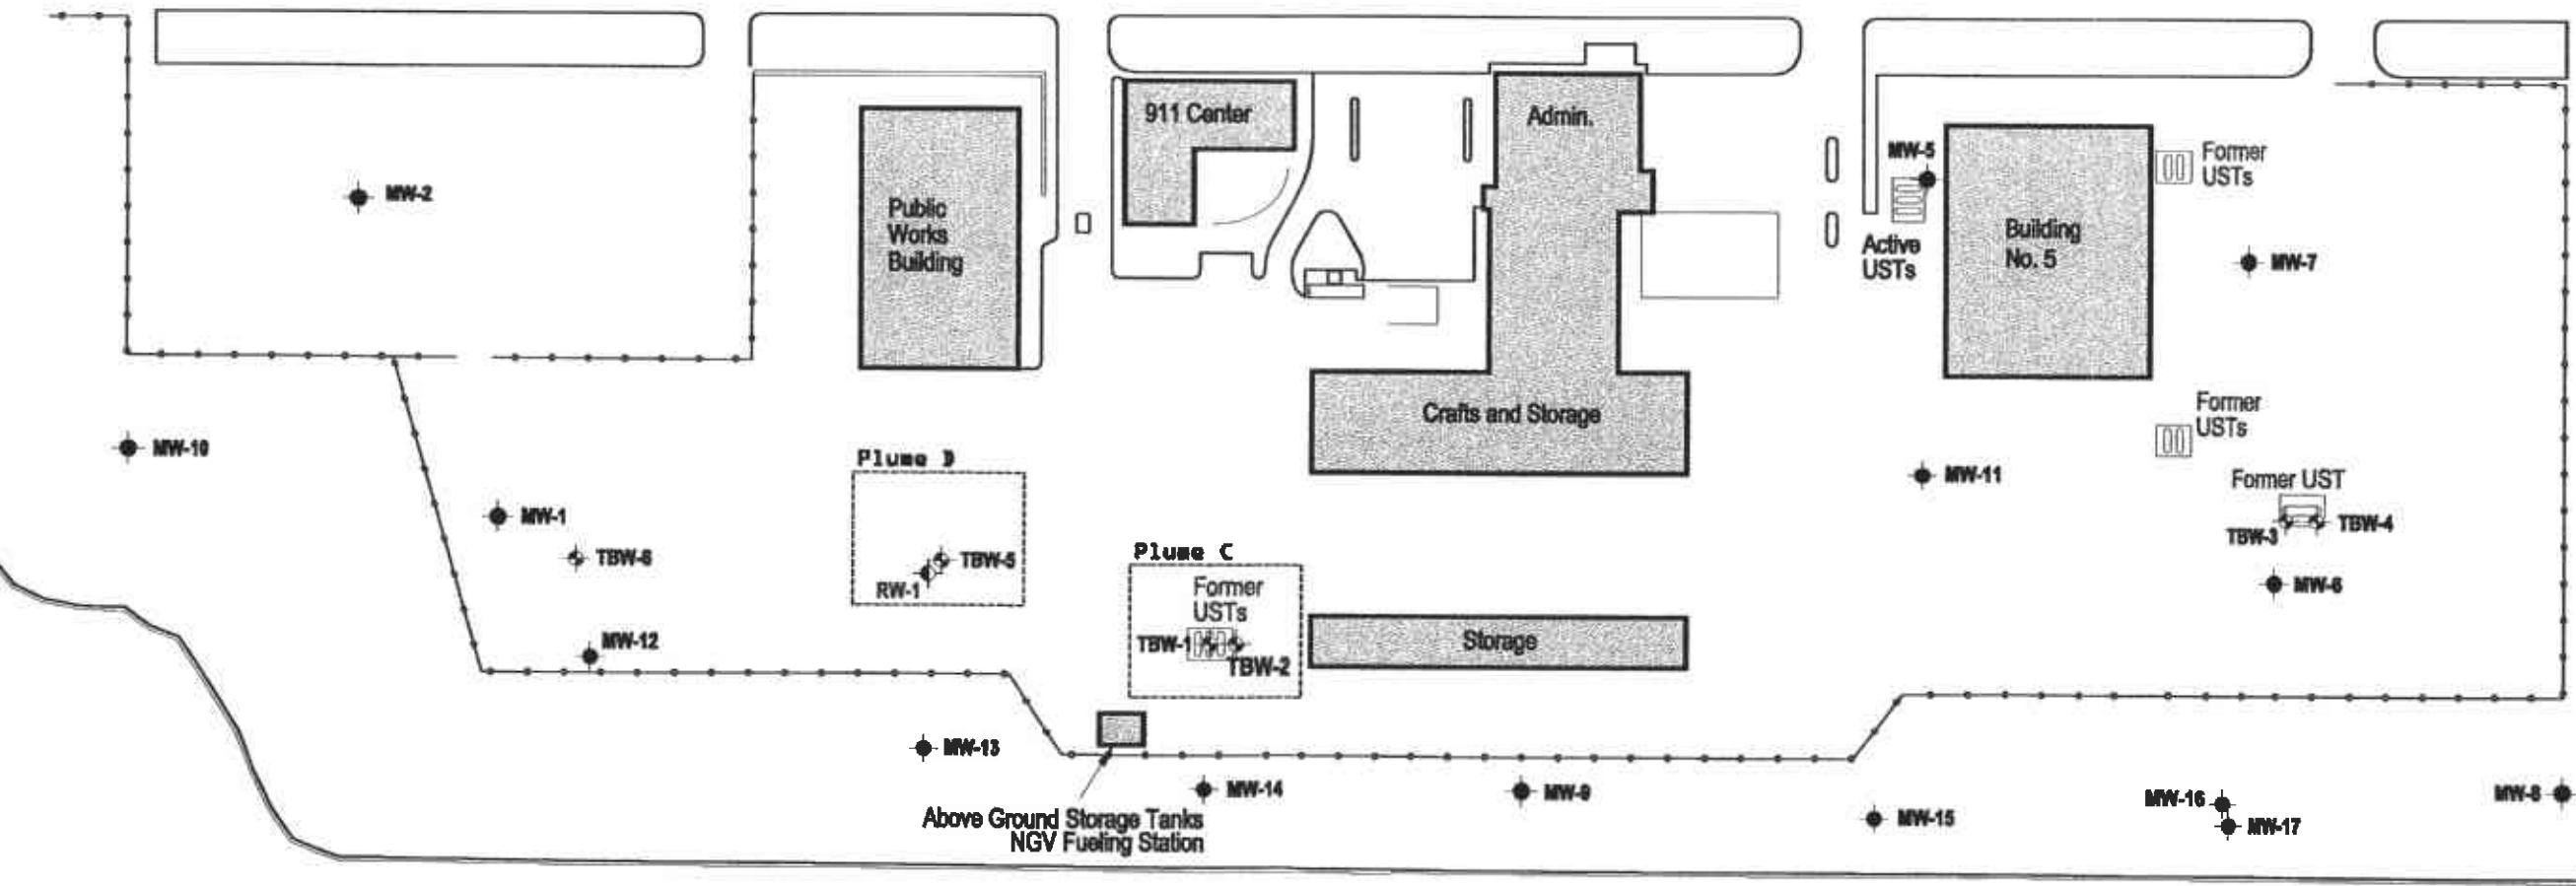 911 Center
Admin.
MW-5
Former
USTs
MW-2
Public
Works
Building
Active
USTs
Building
No. 5
MW-7
Crafts and Storage
Former
USTs
MW-10
Plume D
MW-11
Former UST
MW-1
TBW-3
TBW-4
Plume C
TBW-6
TBW-5
RW-1
Former
USTs
MW-6
MW-12
TBW-1
TBW-2
Storage
MW-13
MW-14
MW-9
MW-16
MW-8
Above Ground Storage Tanks
NGV Fueling Station
MW-15
MW-17